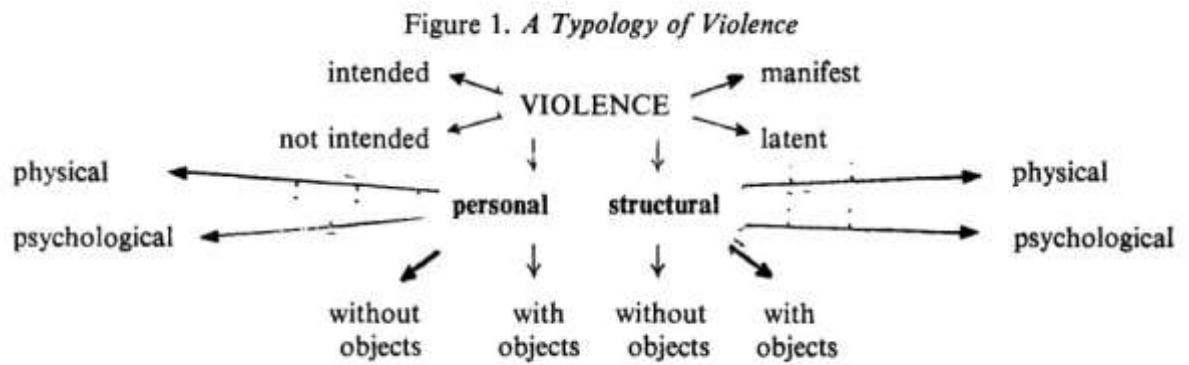 Figure 1. A Typology of Violence
intended
manifest
VIOLENCE
not intended
latent
physical
physical
personal
structural
psychological
psychological
without objects
with objects
without objects
with objects